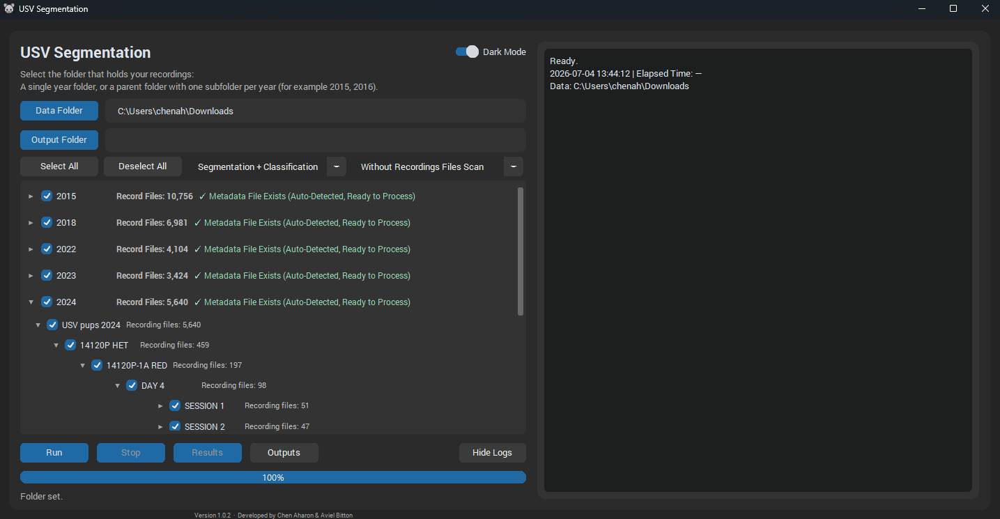 USV Segmentation
USV Segmentation
Dark Mode
Select the folder that holds your recordings:
A single year folder, or a parent folder with one subfolder per year (for example 2015, 2016).
Data Folder
C:\Users\chenah\Downloads
Output Folder
Select All
Deselect All
Segmentation + Classification
Without Recordings Files Scan
2015 Record Files: 10,756 ✓ Metadata File Exists (Auto-Detected, Ready to Process)
2018 Record Files: 6,981 ✓ Metadata File Exists (Auto-Detected, Ready to Process)
2022 Record Files: 4,104 ✓ Metadata File Exists (Auto-Detected, Ready to Process)
2023 Record Files: 3,424 ✓ Metadata File Exists (Auto-Detected, Ready to Process)
2024 Record Files: 5,640 ✓ Metadata File Exists (Auto-Detected, Ready to Process)
USV pups 2024 Recording files: 5,640
14120P HET Recording files: 459
14120P-1A RED Recording files: 197
DAY 4 Recording files: 98
SESSION 1 Recording files: 51
SESSION 2 Recording files: 47
Run
Stop
Results
Outputs
Hide Logs
100%
Folder set.
Version 1.0.2 · Developed by Chen Aharon & Aviel Bitton
Ready.
2026-07-04 13:44:12 | Elapsed Time: —
Data: C:\Users\chenah\Downloads